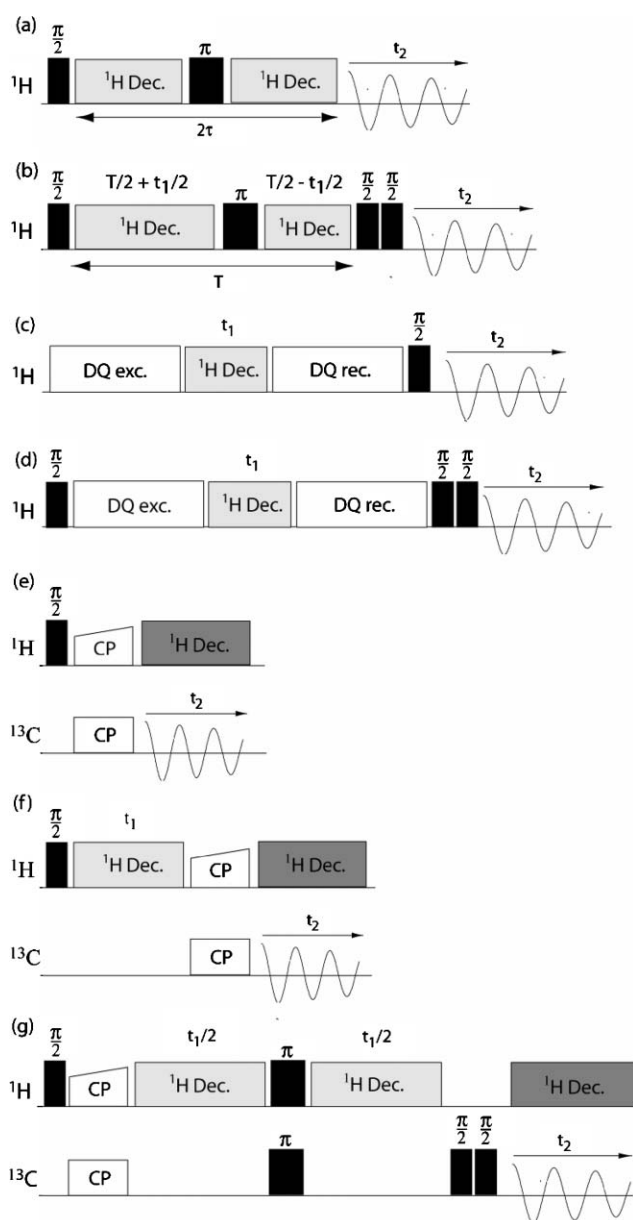 (a)
π/2 π t₂
¹H ¹H Dec. ¹H Dec.
2τ
(b)
π/2 T/2 + t₁/2 π T/2 - t₁/2 π/2 π/2 t₂
¹H ¹H Dec. ¹H Dec.
T
(c)
t₁ π/2 t₂
¹H DQ exc. ¹H Dec. DQ rec.
(d)
π/2 t₁ π/2 π/2 t₂
¹H DQ exc. ¹H Dec. DQ rec.
(e)
π/2
¹H CP ¹H Dec.
t₂
¹³C CP
(f)
π/2 t₁
¹H ¹H Dec. CP ¹H Dec.
t₂
¹³C CP
(g)
π/2 t₁/2 π t₁/2
¹H CP ¹H Dec. ¹H Dec. ¹H Dec.
π π/2 π/2 t₂
¹³C CP